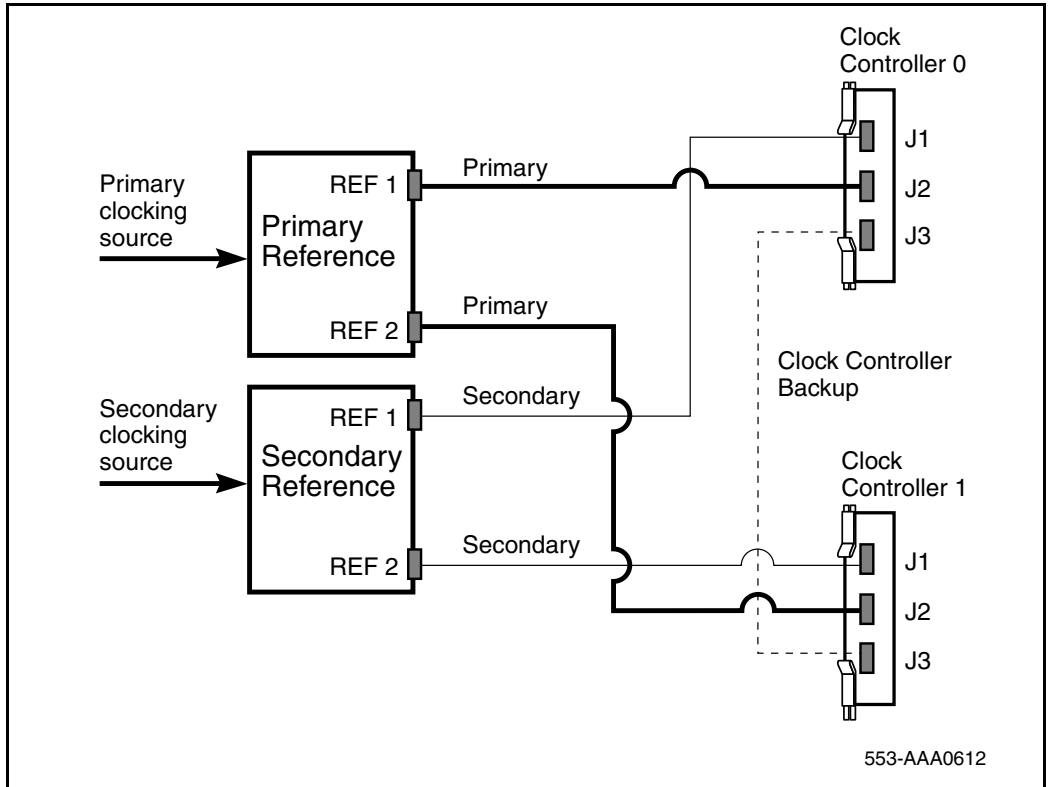 Clock
Controller 0
J1
J2
J3
Primary
clocking
source
REF 1
Primary
Reference
REF 2
Primary
Primary
Secondary
clocking
source
REF 1
Secondary
Reference
REF 2
Secondary
Secondary
Clock Controller
Backup
Clock
Controller 1
J1
J2
J3
553-AAA0612